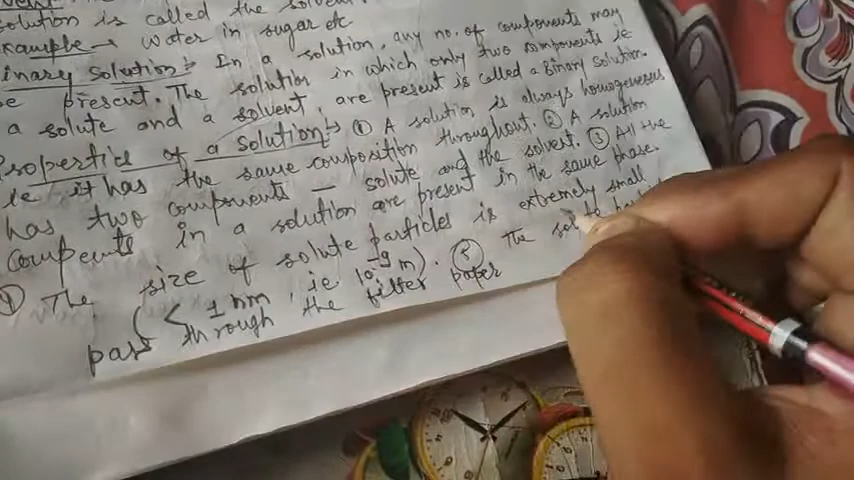 solution is called the solvent.
Example → Water in sugar etc
Binary solution :- In a solution, any no. of components may
be present. The solution in which only two components ie
a solute and a solvent, are present is called a Binary solution.
Propertie of a solution :- ① A solution is always homogeneous
ie it has the same composition throughout. ② A solution
has two components — solute and the solvent. ③ All the
components in a solution are present in the same phase.
④ The size of solute particles is extremely small
(< 1 nm, ie 10-9 m). ⑤ The solute
pass through the filter paper